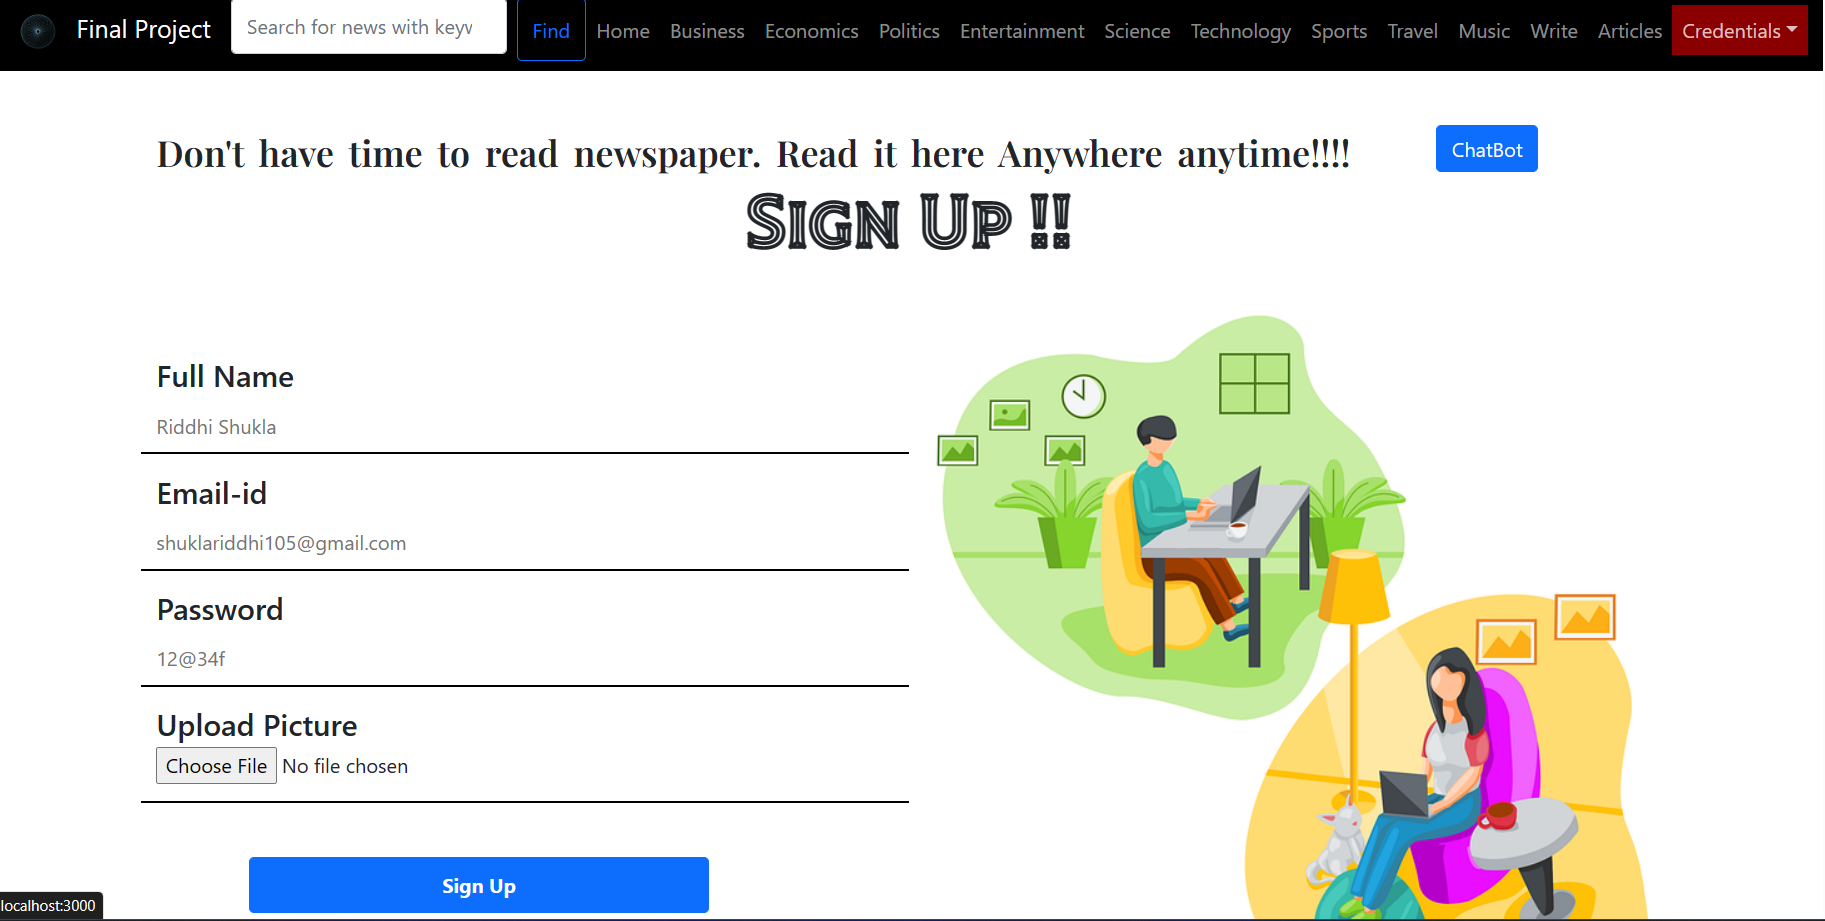 Final Project Search for news with keyw Find Home Business Economics Politics Entertainment Science Technology Sports Travel Music Write Articles Credentials
Don't have time to read newspaper. Read it here Anywhere anytime!!!! ChatBot
Sign Up !!
Full Name
Riddhi Shukla
Email-id
shuklariddhi105@gmail.com
Password
12@34f
Upload Picture
Choose File No file chosen
Sign Up
localhost:3000